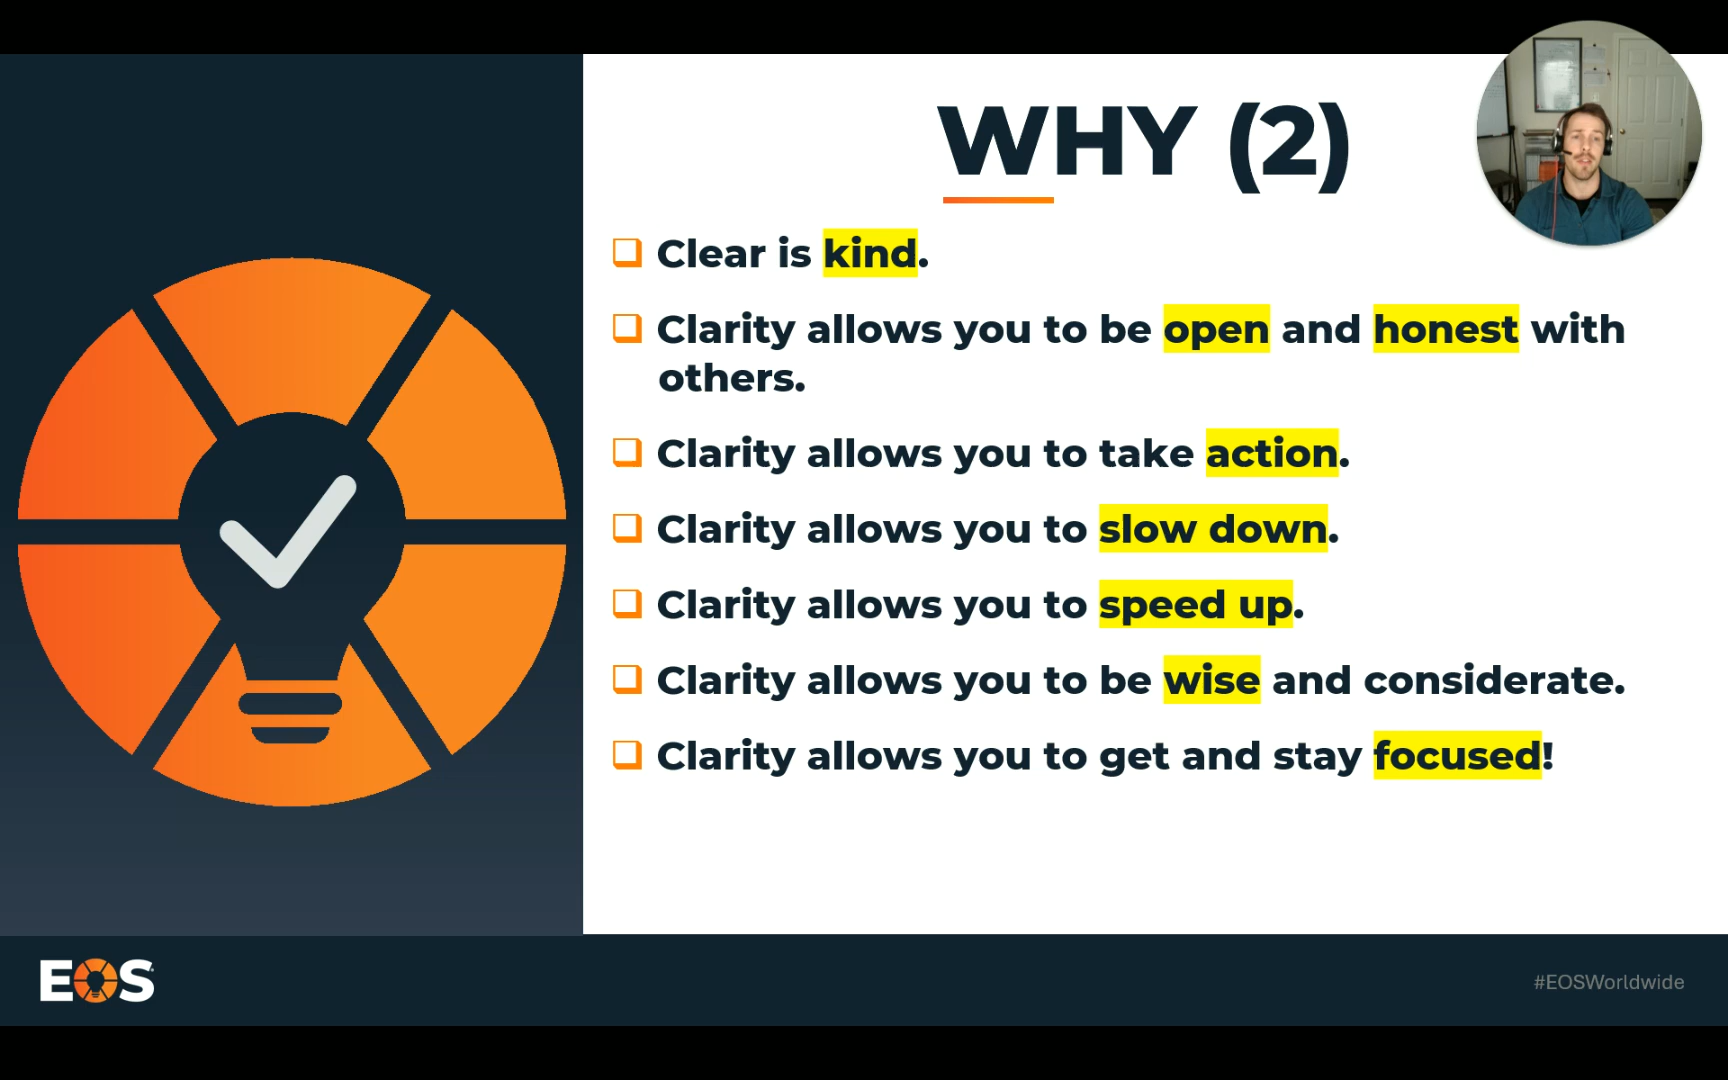 WHY (2)
❑ Clear is kind.
❑ Clarity allows you to be open and honest with
others.
❑ Clarity allows you to take action.
❑ Clarity allows you to slow down.
❑ Clarity allows you to speed up.
❑ Clarity allows you to be wise and considerate.
❑ Clarity allows you to get and stay focused!
EOS
#EOSWorldwide